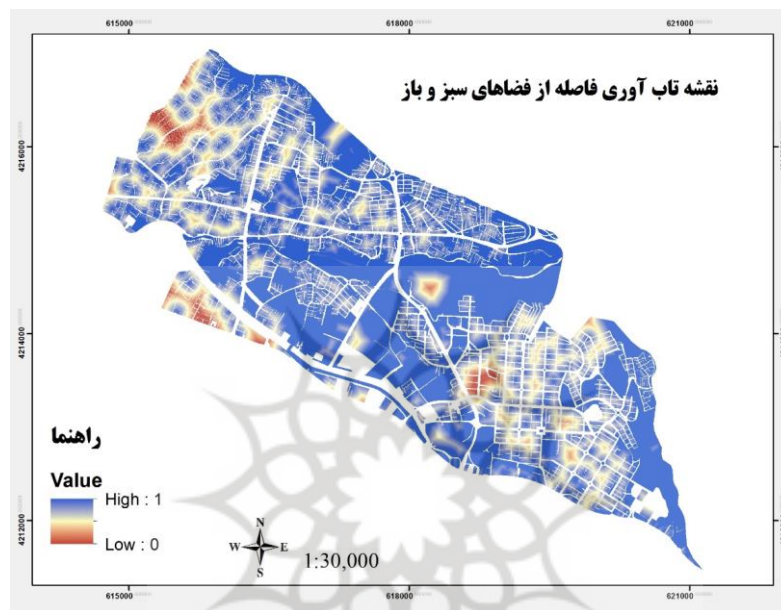 615000 618000 621000
نقشه تاب آوری فاصله از فضاهای سبز و باز
4216000
4214000
4212000
راهنما
Value
High : 1
Low : 0
N
W E
S
1:30,000
615000 618000 621000